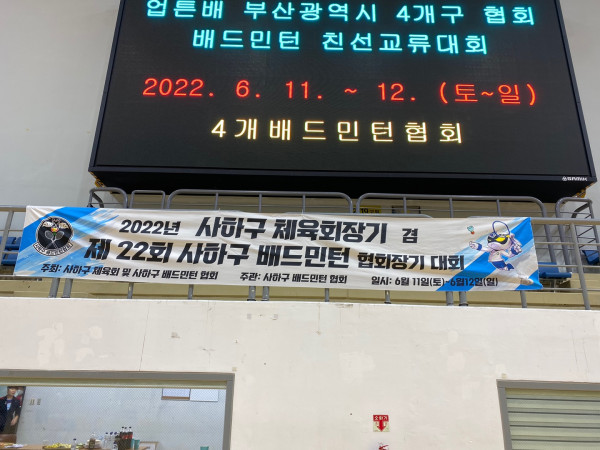 업튼배 부산광역시 4개구 협회
배드민턴 친선교류대회
2022. 6. 11. ~ 12. (토~일)
4개배드민턴협회
2022년 사하구 체육회장기 겸
제 22회 사하구 배드민턴 협회장기 대회
주최: 사하구 체육회 및 사하구 배드민턴 협회 주관: 사하구 배드민턴 협회 일시: 6월 11일(토)~6월12일(일)
소화기